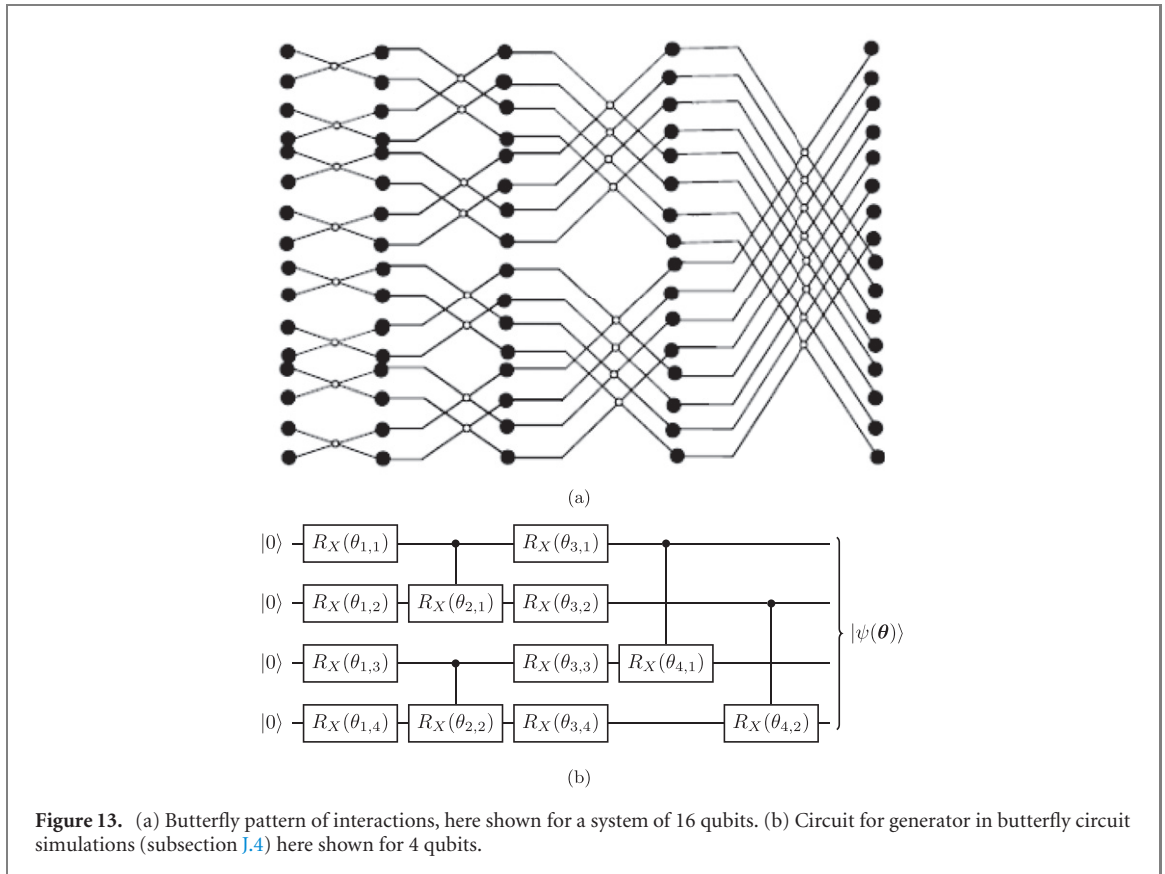 (a)
|0⟩ R_X(θ_{1,1}) R_X(θ_{3,1})
|0⟩ R_X(θ_{1,2}) R_X(θ_{2,1}) R_X(θ_{3,2})
|ψ(θ)⟩
|0⟩ R_X(θ_{1,3}) R_X(θ_{3,3}) R_X(θ_{4,1})
|0⟩ R_X(θ_{1,4}) R_X(θ_{2,2}) R_X(θ_{3,4}) R_X(θ_{4,2})
(b)
Figure 13. (a) Butterfly pattern of interactions, here shown for a system of 16 qubits. (b) Circuit for generator in butterfly circuit
simulations (subsection J.4) here shown for 4 qubits.